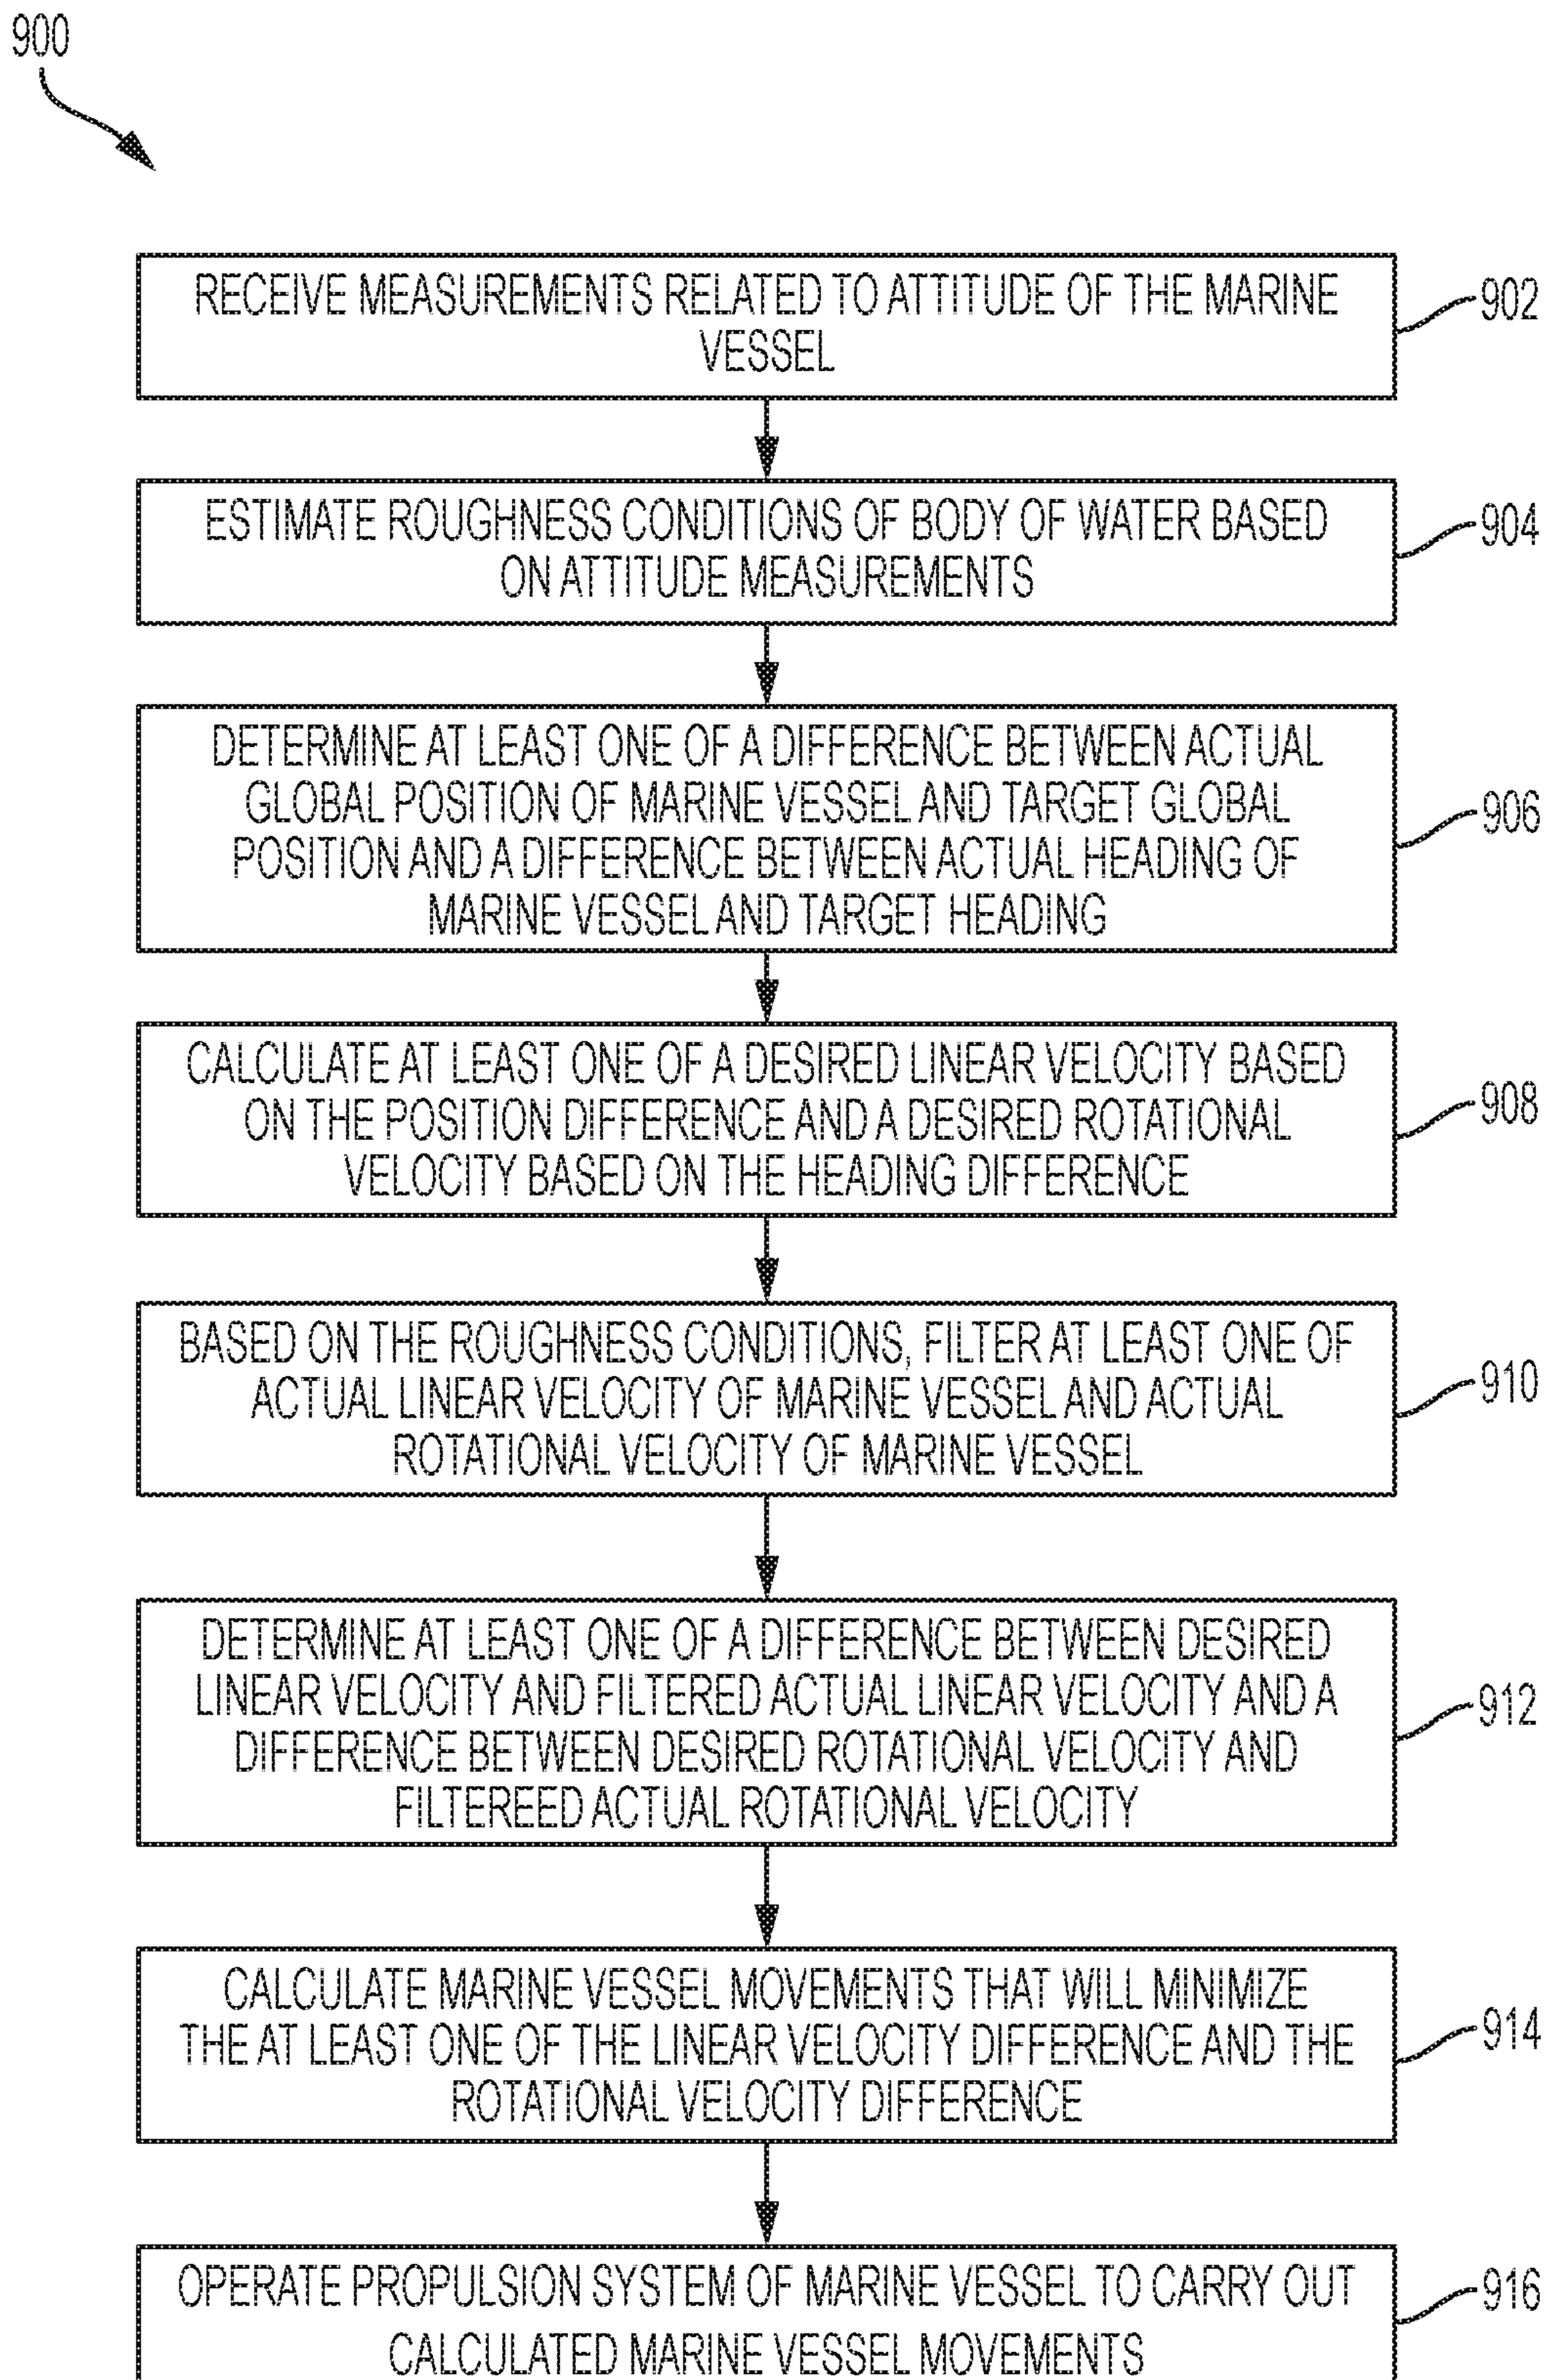 900
RECEIVE MEASUREMENTS RELATED TO ATTITUDE OF THE MARINE
VESSEL
902
ESTIMATE ROUGHNESS CONDITIONS OF BODY OF WATER BASED
ON ATTITUDE MEASUREMENTS
904
DETERMINE AT LEAST ONE OF A DIFFERENCE BETWEEN ACTUAL
GLOBAL POSITION OF MARINE VESSEL AND TARGET GLOBAL
POSITION AND A DIFFERENCE BETWEEN ACTUAL HEADING OF
MARINE VESSEL AND TARGET HEADING
906
CALCULATE AT LEAST ONE OF A DESIRED LINEAR VELOCITY BASED
ON THE POSITION DIFFERENCE AND A DESIRED ROTATIONAL
VELOCITY BASED ON THE HEADING DIFFERENCE
908
BASED ON THE ROUGHNESS CONDITIONS, FILTER AT LEAST ONE OF
ACTUAL LINEAR VELOCITY OF MARINE VESSEL AND ACTUAL
ROTATIONAL VELOCITY OF MARINE VESSEL
910
DETERMINE AT LEAST ONE OF A DIFFERENCE BETWEEN DESIRED
LINEAR VELOCITY AND FILTERED ACTUAL LINEAR VELOCITY AND A
DIFFERENCE BETWEEN DESIRED ROTATIONAL VELOCITY AND
FILTEREED ACTUAL ROTATIONAL VELOCITY
912
CALCULATE MARINE VESSEL MOVEMENTS THAT WILL MINIMIZE
THE AT LEAST ONE OF THE LINEAR VELOCITY DIFFERENCE AND THE
ROTATIONAL VELOCITY DIFFERENCE
914
OPERATE PROPULSION SYSTEM OF MARINE VESSEL TO CARRY OUT
CALCULATED MARINE VESSEL MOVEMENTS
916